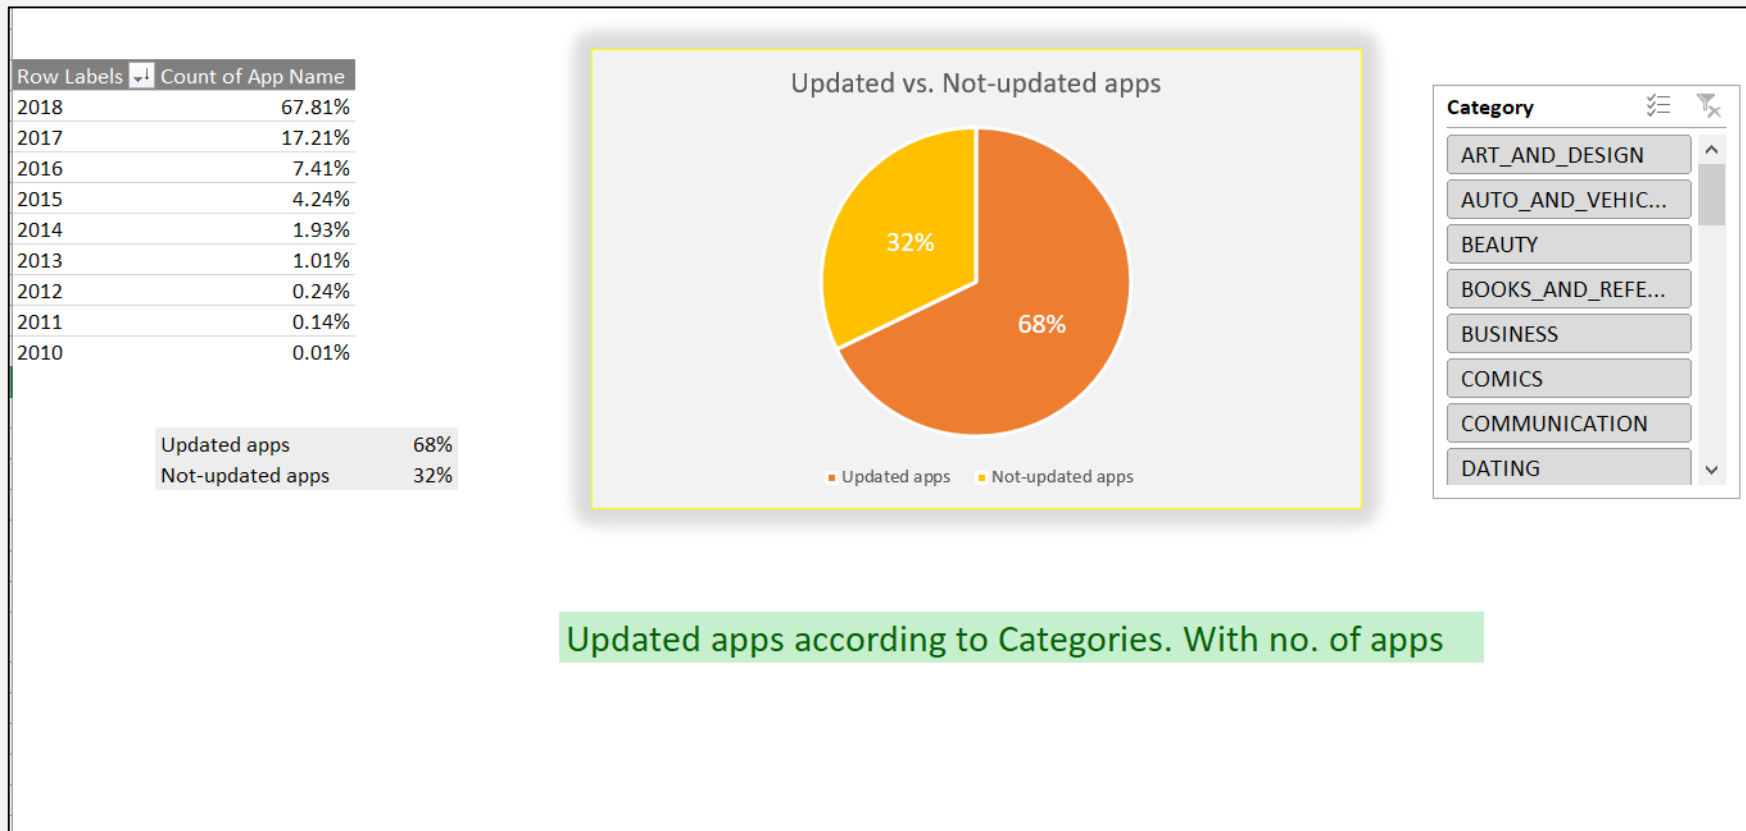 Row Labels Count of App Name
2018 67.81%
2017 17.21%
2016 7.41%
2015 4.24%
2014 1.93%
2013 1.01%
2012 0.24%
2011 0.14%
2010 0.01%
Updated apps 68%
Not-updated apps 32%
Updated vs. Not-updated apps
32%
68%
Updated apps Not-updated apps
Category
ART_AND_DESIGN
AUTO_AND_VEHIC...
BEAUTY
BOOKS_AND_REFE...
BUSINESS
COMICS
COMMUNICATION
DATING
Updated apps according to Categories. With no. of apps